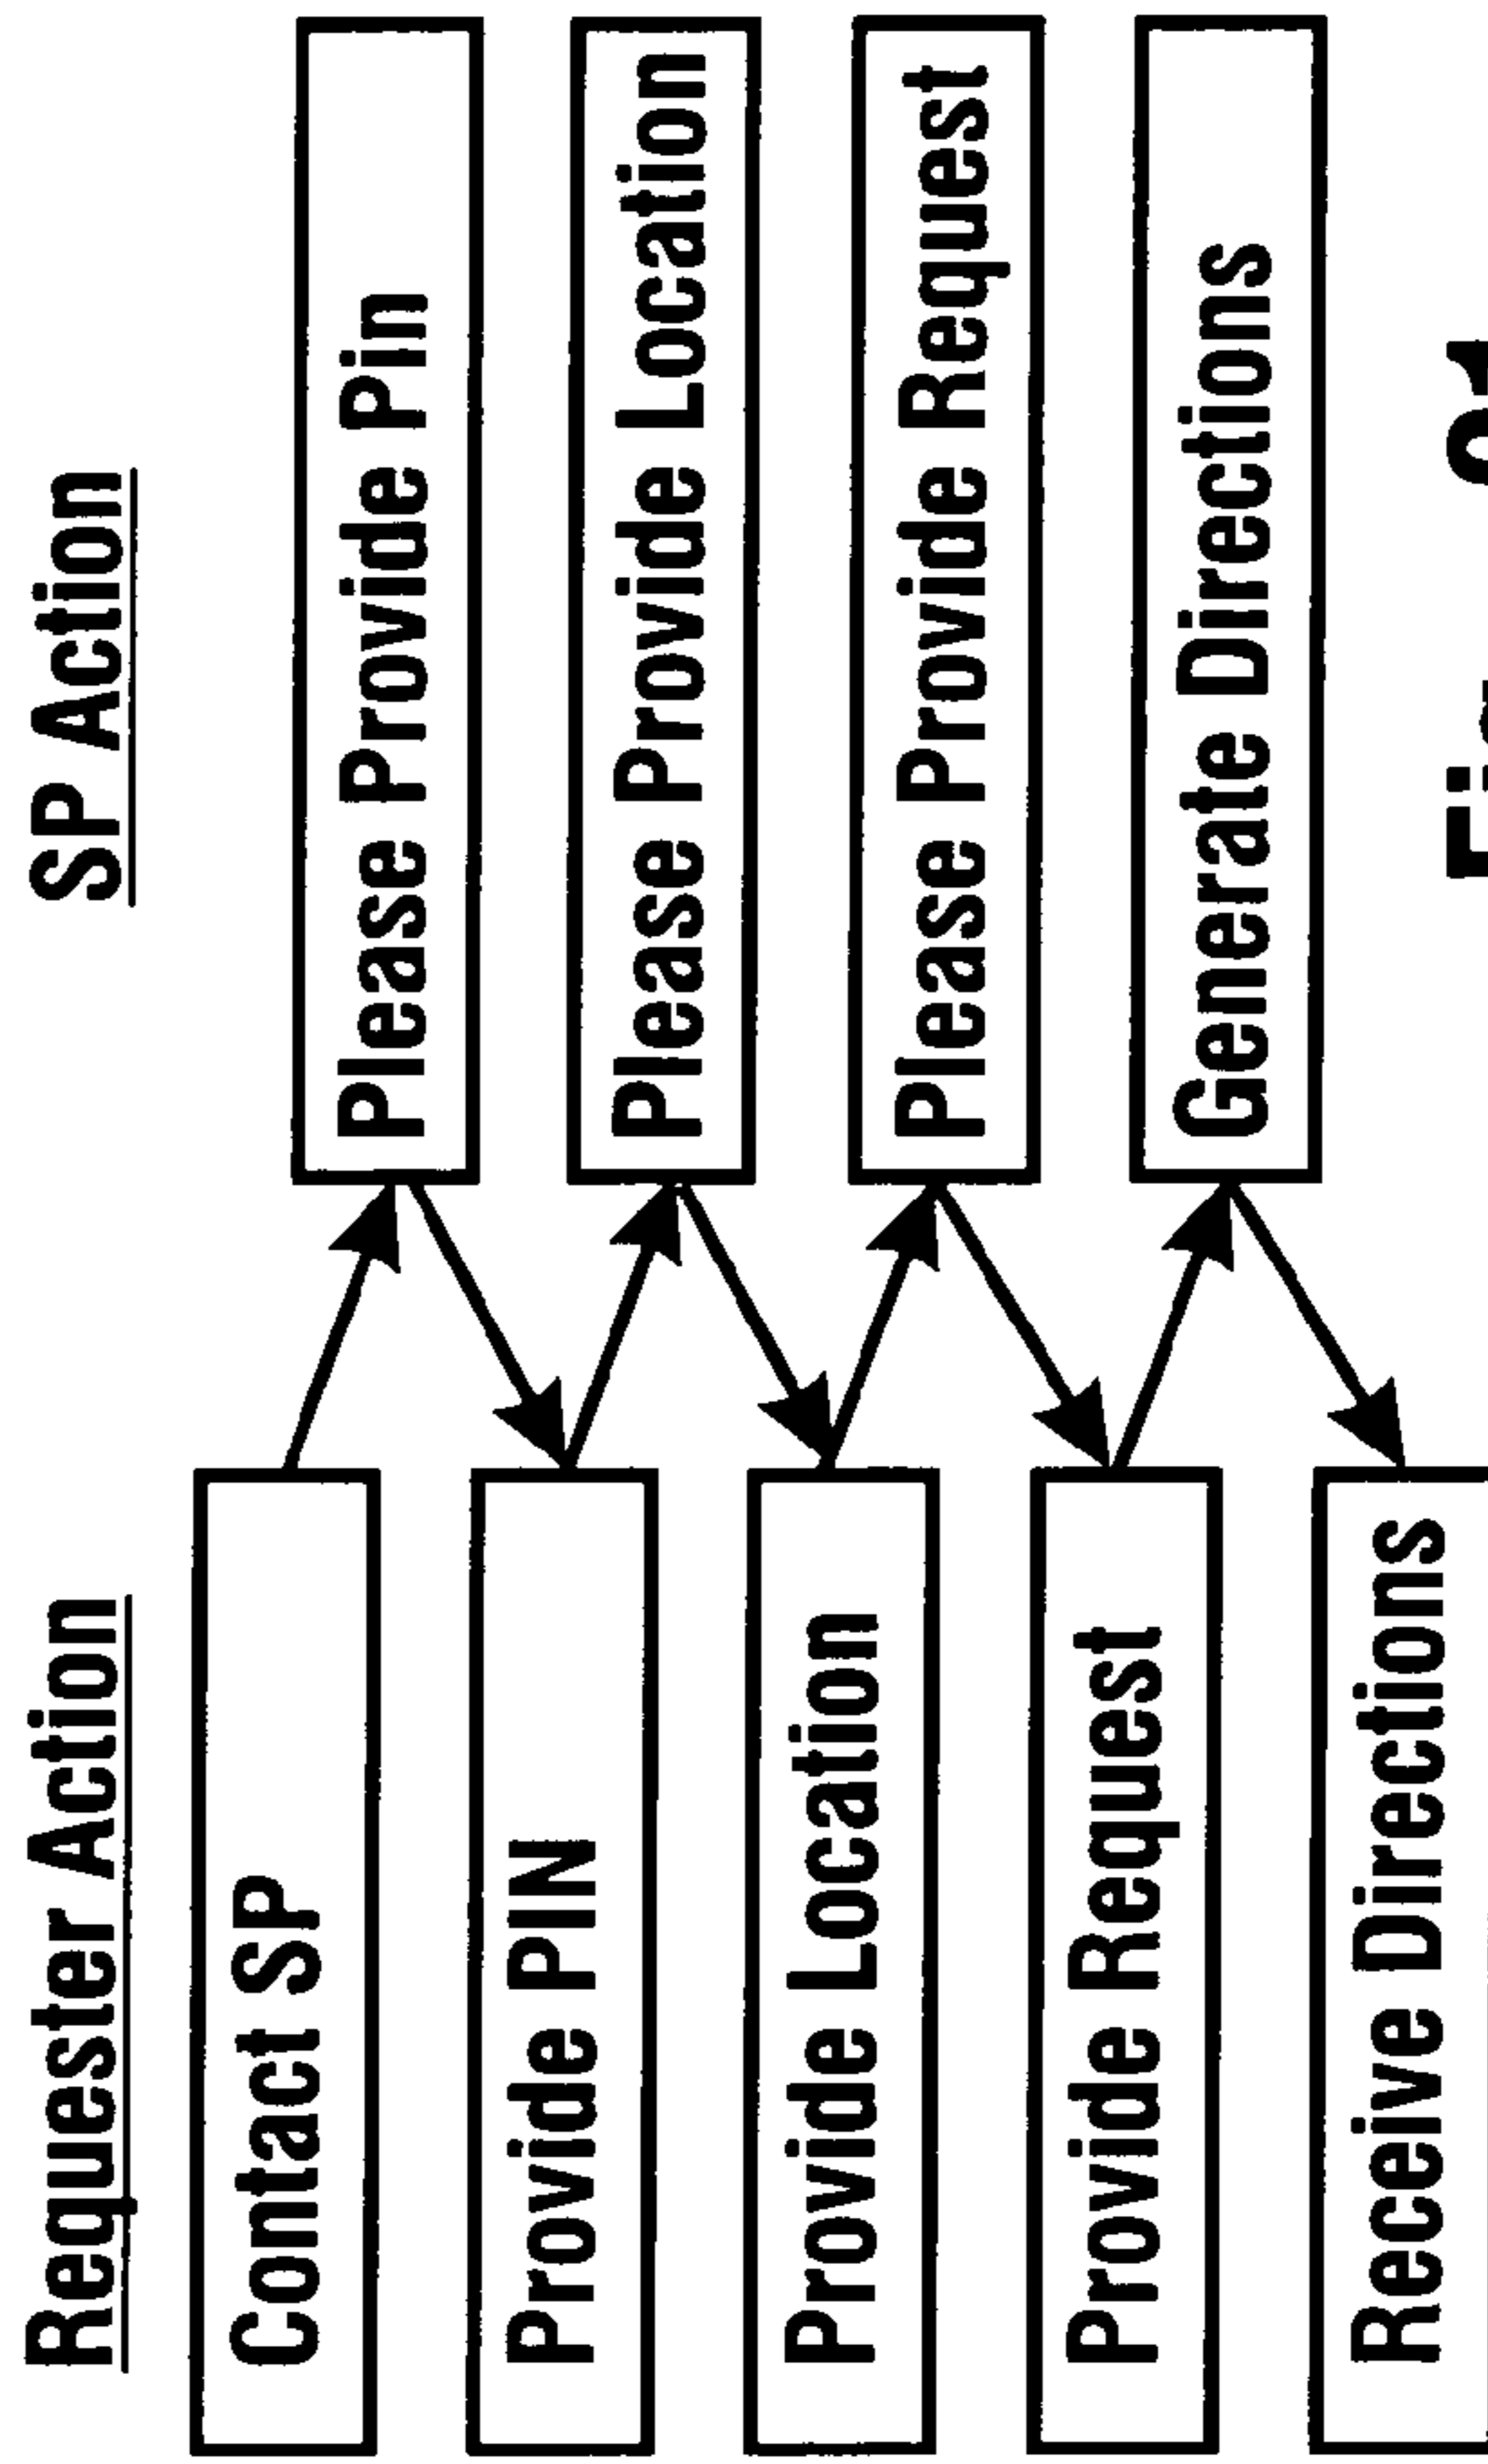 Requester Action
SP Action
Contact SP
Please Provide Pin
Provide PIN
Please Provide Location
Provide Location
Please Provide Request
Provide Request
Generate Directions
Receive Directions